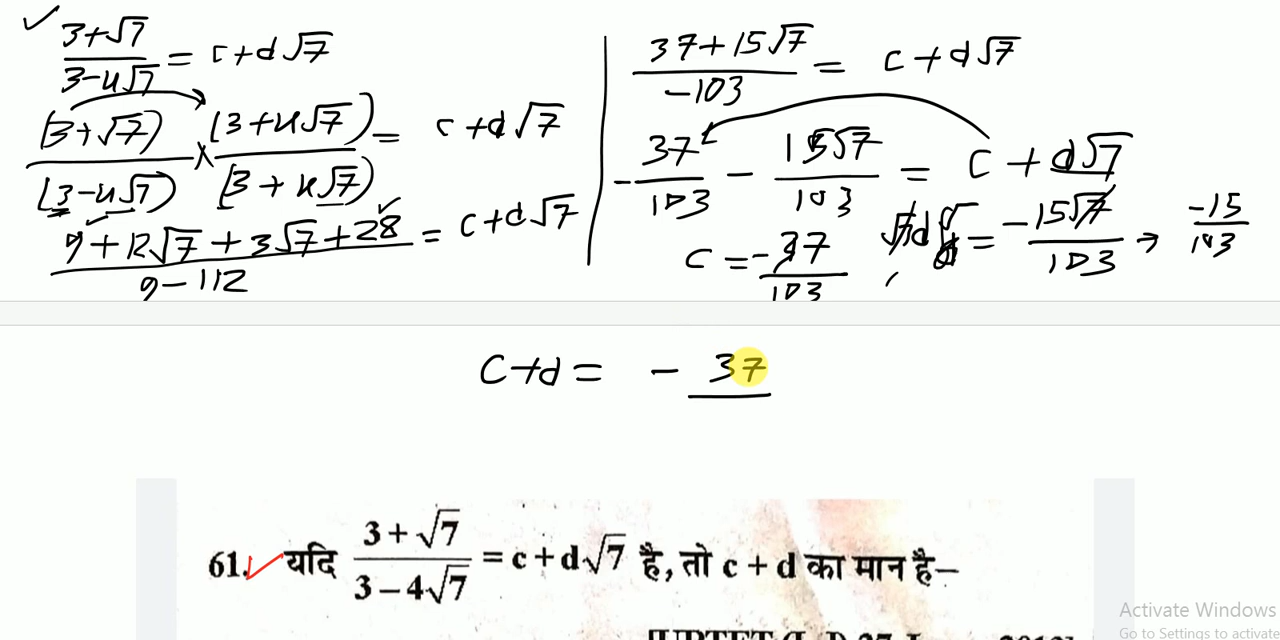 ✓ (3+√7)/(3-4√7) = c+d√7
(3+√7)/(3-4√7) × (3+4√7)/(3+4√7) = c+d√7
(9+12√7+3√7+28)/(9-112) = c+d√7
(37+15√7)/(-103) = c+d√7
-37/103 - 15√7/103 = c+d√7
c = -37/103 , √7d = -15√7/103 → -15/103
C+d = - 37
61. ✓ यदि (3+√7)/(3-4√7) = c+d√7 है, तो c+d का मान है–
Activate Windows
Go to Settings to activate